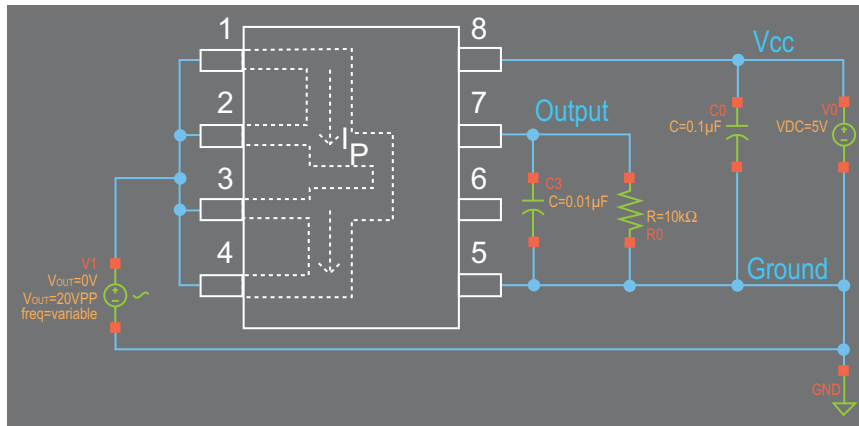 1
2
3
4
8
7
6
5
IP
Vcc
Output
Ground
C0
C=0.1µF
V0
VDC=5V
C3
C=0.01µF
R=10kΩ
R0
V1
VOUT=0V
VOUT=20VPP
freq=variable
GND